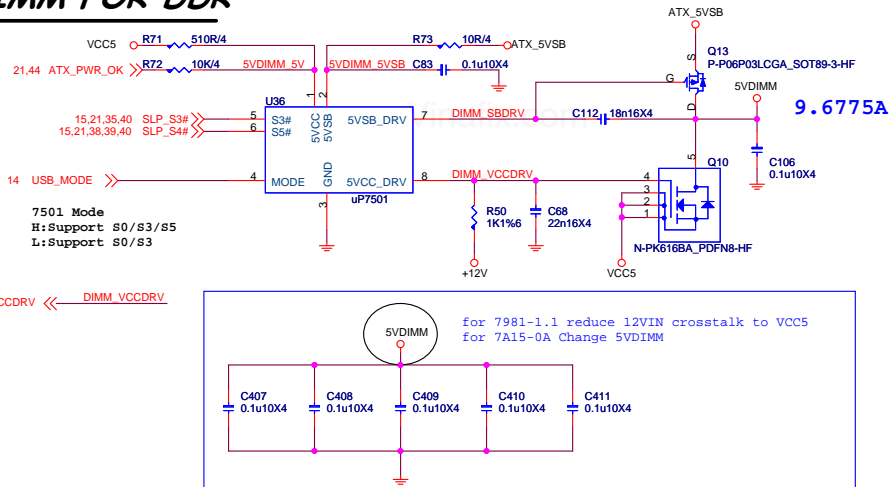 IMM FOR DDR
VCC5 R71 510R/4
21,44 ATX_PWR_OK R72 10K/4
5VDIMM_5V
5VDIMM_5VSB
R73 10R/4 ATX_5VSB
C83 0.1u10X4
ATX_5VSB
S
Q13
P-P06P03LCGA_SOT89-3-HF
G
D
5VDIMM
9.6775A
U36
1 2
15,21,35,40 SLP_S3# 5 S3#
15,21,38,39,40 SLP_S4# 6 S5#
5VCC
5VSB
5VSB_DRV 7 DIMM_SBDRV
C112 18n16X4
C106
0.1u10X4
14 USB_MODE 4 MODE
GND
3
5VCC_DRV 8 DIMM_VCCDRV
uP7501
5
Q10
4
3
2
1
N-PK616BA_PDFN8-HF
VCC5
R50
1K1%6
C68
22n16X4
+12V
7501 Mode
H:Support S0/S3/S5
L:Support S0/S3
CCDRV DIMM_VCCDRV
5VDIMM
for 7981-1.1 reduce 12VIN crosstalk to VCC5
for 7A15-0A Change 5VDIMM
C407
0.1u10X4
C408
0.1u10X4
C409
0.1u10X4
C410
0.1u10X4
C411
0.1u10X4